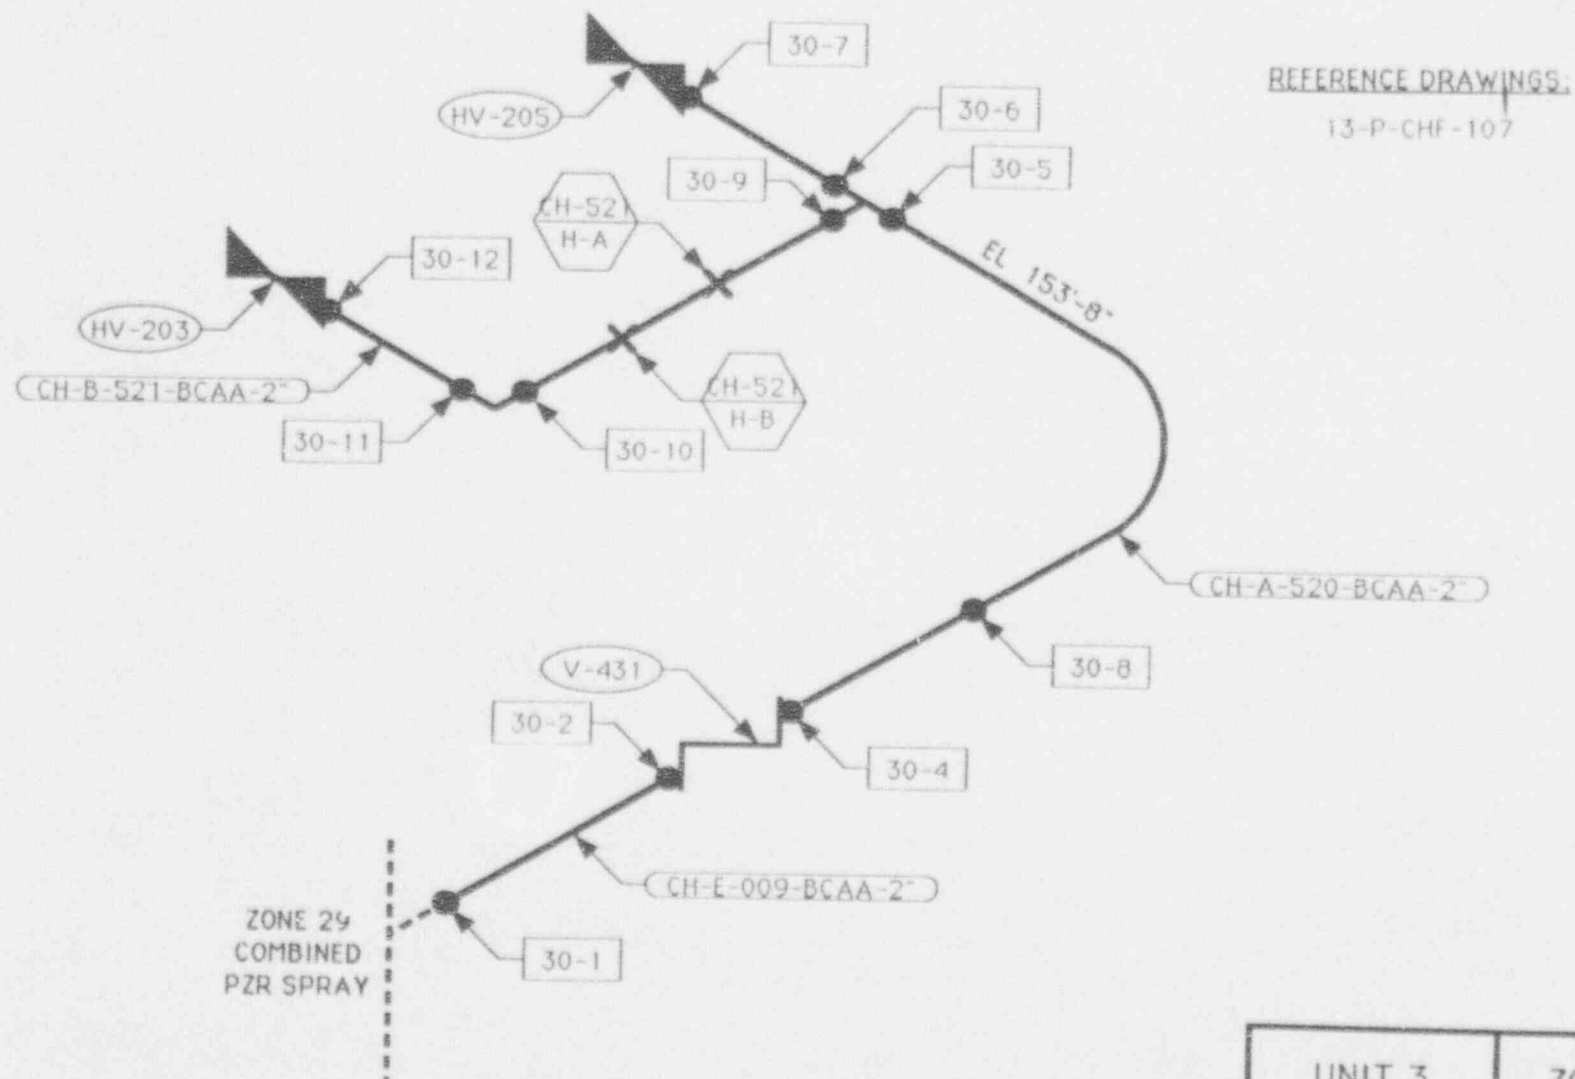 30-7
REFERENCE DRAWINGS:
13-P-CHF-107
HV-205
30-6
30-9
30-5
CH-521
H-A
30-12
EL 153'-8"
HV-203
CH-B-521-BCAA-2"
CH-521
H-B
30-11
30-10
CH-A-520-BCAA-2"
V-431
30-8
30-2
30-4
CH-E-009-BCAA-2"
ZONE 29
COMBINED
PZR SPRAY
30-1
UNIT 3